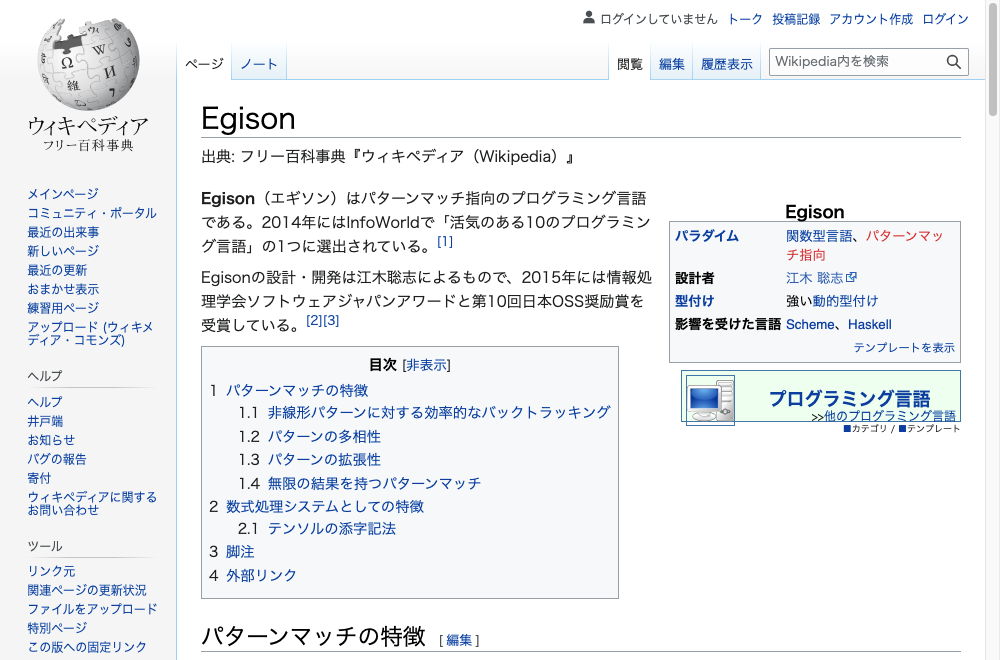 ログインしていません トーク 投稿記録 アカウント作成 ログイン
ページ ノート 閲覧 編集 履歴表示 Wikipedia内を検索
ウィキペディア
フリー百科事典
メインページ
コミュニティ・ポータル
最近の出来事
新しいページ
最近の更新
おまかせ表示
練習用ページ
アップロード (ウィキメ
ディア・コモンズ)
ヘルプ
ヘルプ
井戸端
お知らせ
バグの報告
寄付
ウィキペディアに関する
お問い合わせ
ツール
リンク元
関連ページの更新状況
ファイルをアップロード
特別ページ
この版への固定リンク
Egison
出典: フリー百科事典『ウィキペディア（Wikipedia）』
Egison（エギソン）はパターンマッチ指向のプログラミング言語
である。2014年にはInfoWorldで「活気のある10のプログラミン
グ言語」の1つに選出されている。[1]
Egisonの設計・開発は江木聡志によるもので、2015年には情報処
理学会ソフトウェアジャパンアワードと第10回日本OSS奨励賞を
受賞している。[2][3]
Egison
パラダイム 関数型言語、パターンマッ
チ指向
設計者 江木 聡志
型付け 強い動的型付け
影響を受けた言語 Scheme、Haskell
テンプレートを表示
プログラミング言語
>>他のプログラミング言語
■カテゴリ / ■テンプレート
目次 [非表示]
1 パターンマッチの特徴
1.1 非線形パターンに対する効率的なバックトラッキング
1.2 パターンの多相性
1.3 パターンの拡張性
1.4 無限の結果を持つパターンマッチ
2 数式処理システムとしての特徴
2.1 テンソルの添字記法
3 脚注
4 外部リンク
パターンマッチの特徴 [ 編集 ]